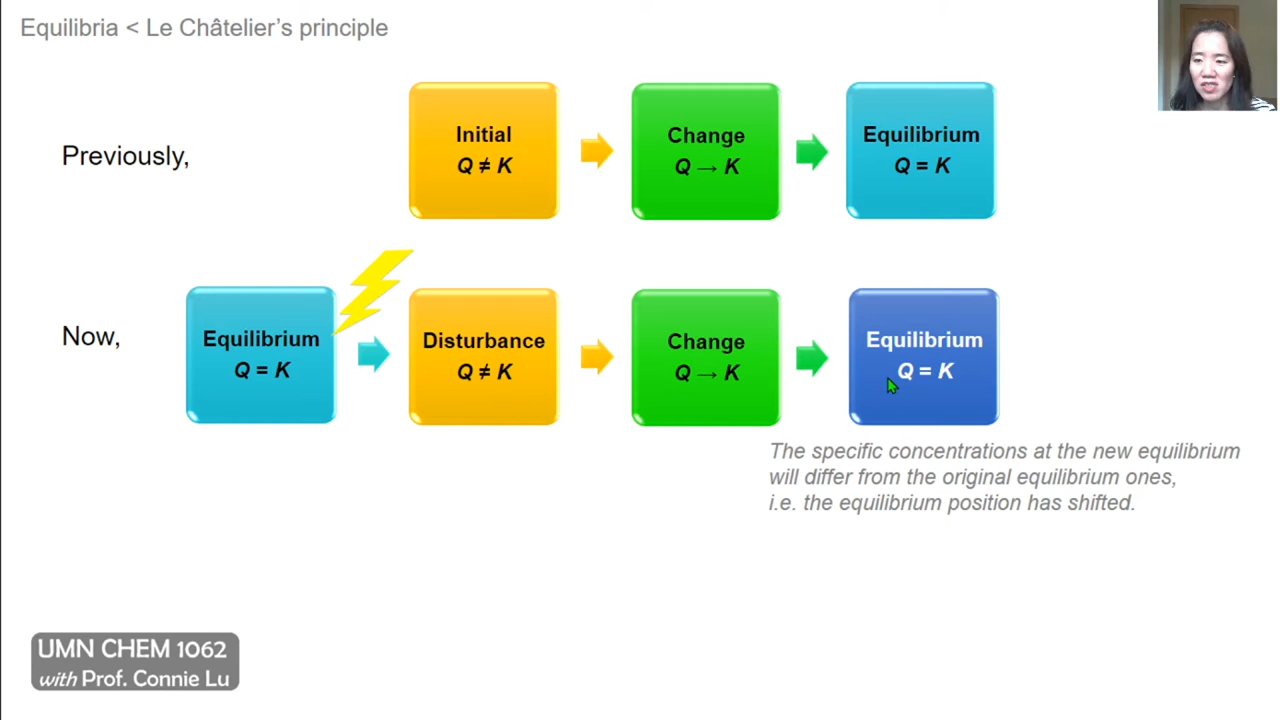 Equilibria < Le Châtelier’s principle
Previously,
Initial
Q ≠ K
Change
Q → K
Equilibrium
Q = K
Now,
Equilibrium
Q = K
Disturbance
Q ≠ K
Change
Q → K
Equilibrium
Q = K
The specific concentrations at the new equilibrium
will differ from the original equilibrium ones,
i.e. the equilibrium position has shifted.
UMN CHEM 1062
with Prof. Connie Lu